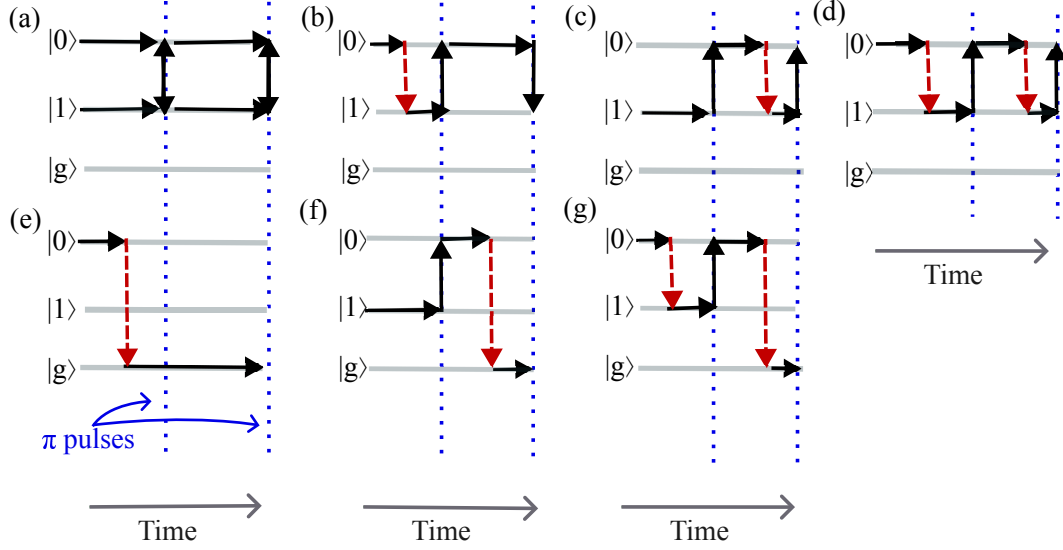 (a)
|0⟩
|1⟩
|g⟩
(b)
|0⟩
|1⟩
|g⟩
(c)
|0⟩
|1⟩
|g⟩
(d)
|0⟩
|1⟩
|g⟩
Time
(e)
|0⟩
|1⟩
|g⟩
π pulses
Time
(f)
|0⟩
|1⟩
|g⟩
Time
(g)
|0⟩
|1⟩
|g⟩
Time